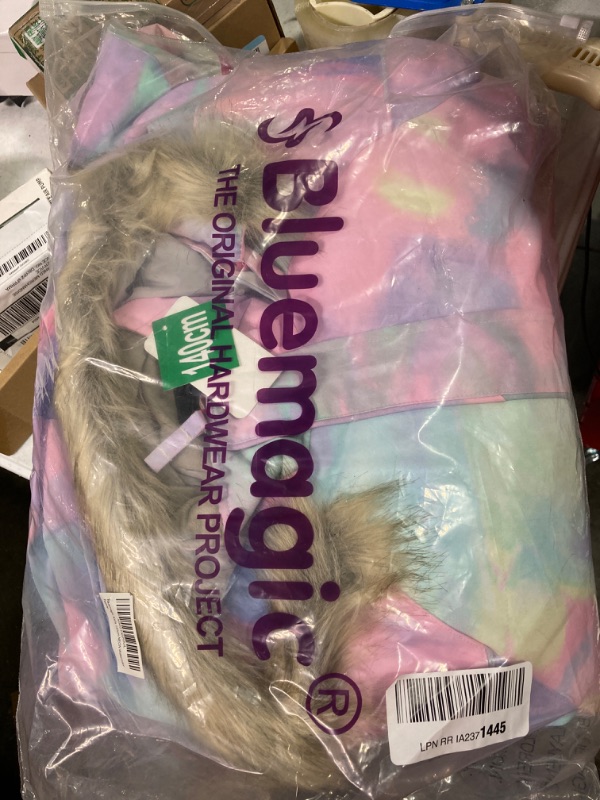 Bluemagic®
THE ORIGINAL HARDWEAR PROJECT
140cm
LPN RR IA2371445